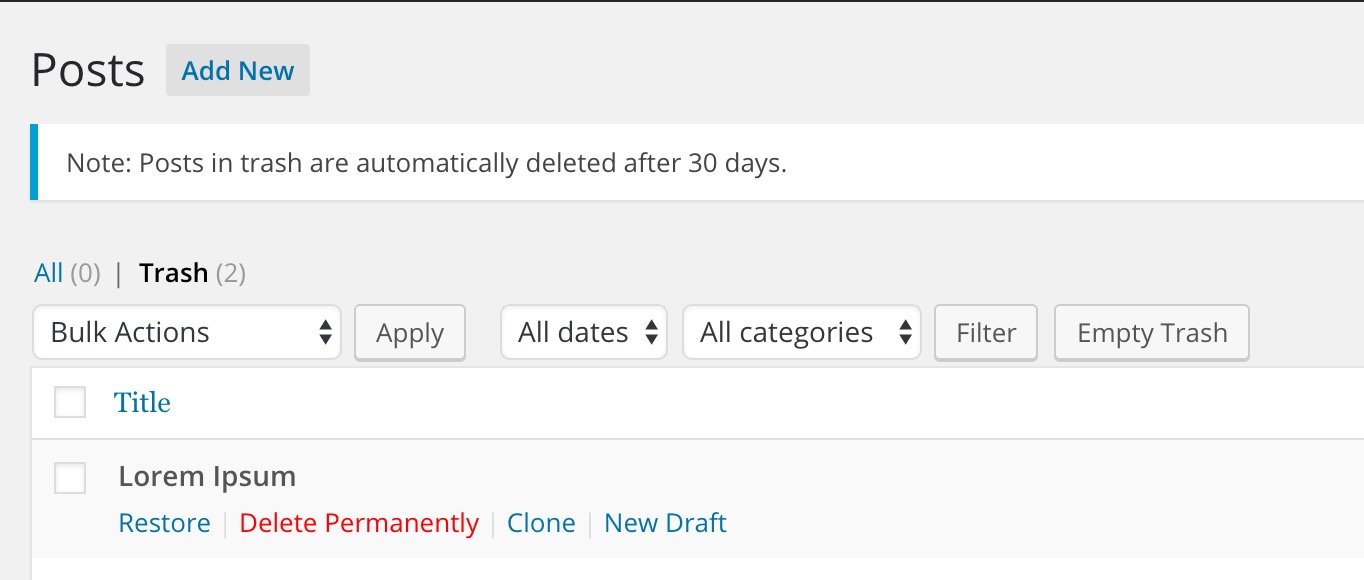 Posts Add New
Note: Posts in trash are automatically deleted after 30 days.
All (0) | Trash (2)
Bulk Actions Apply All dates All categories Filter Empty Trash
Title
Lorem Ipsum
Restore | Delete Permanently | Clone | New Draft